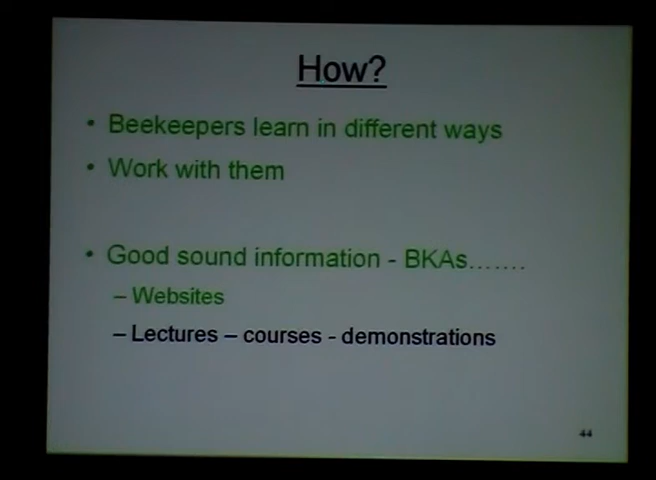 How?
• Beekeepers learn in different ways
• Work with them
• Good sound information - BKAs.......
– Websites
– Lectures – courses - demonstrations
44